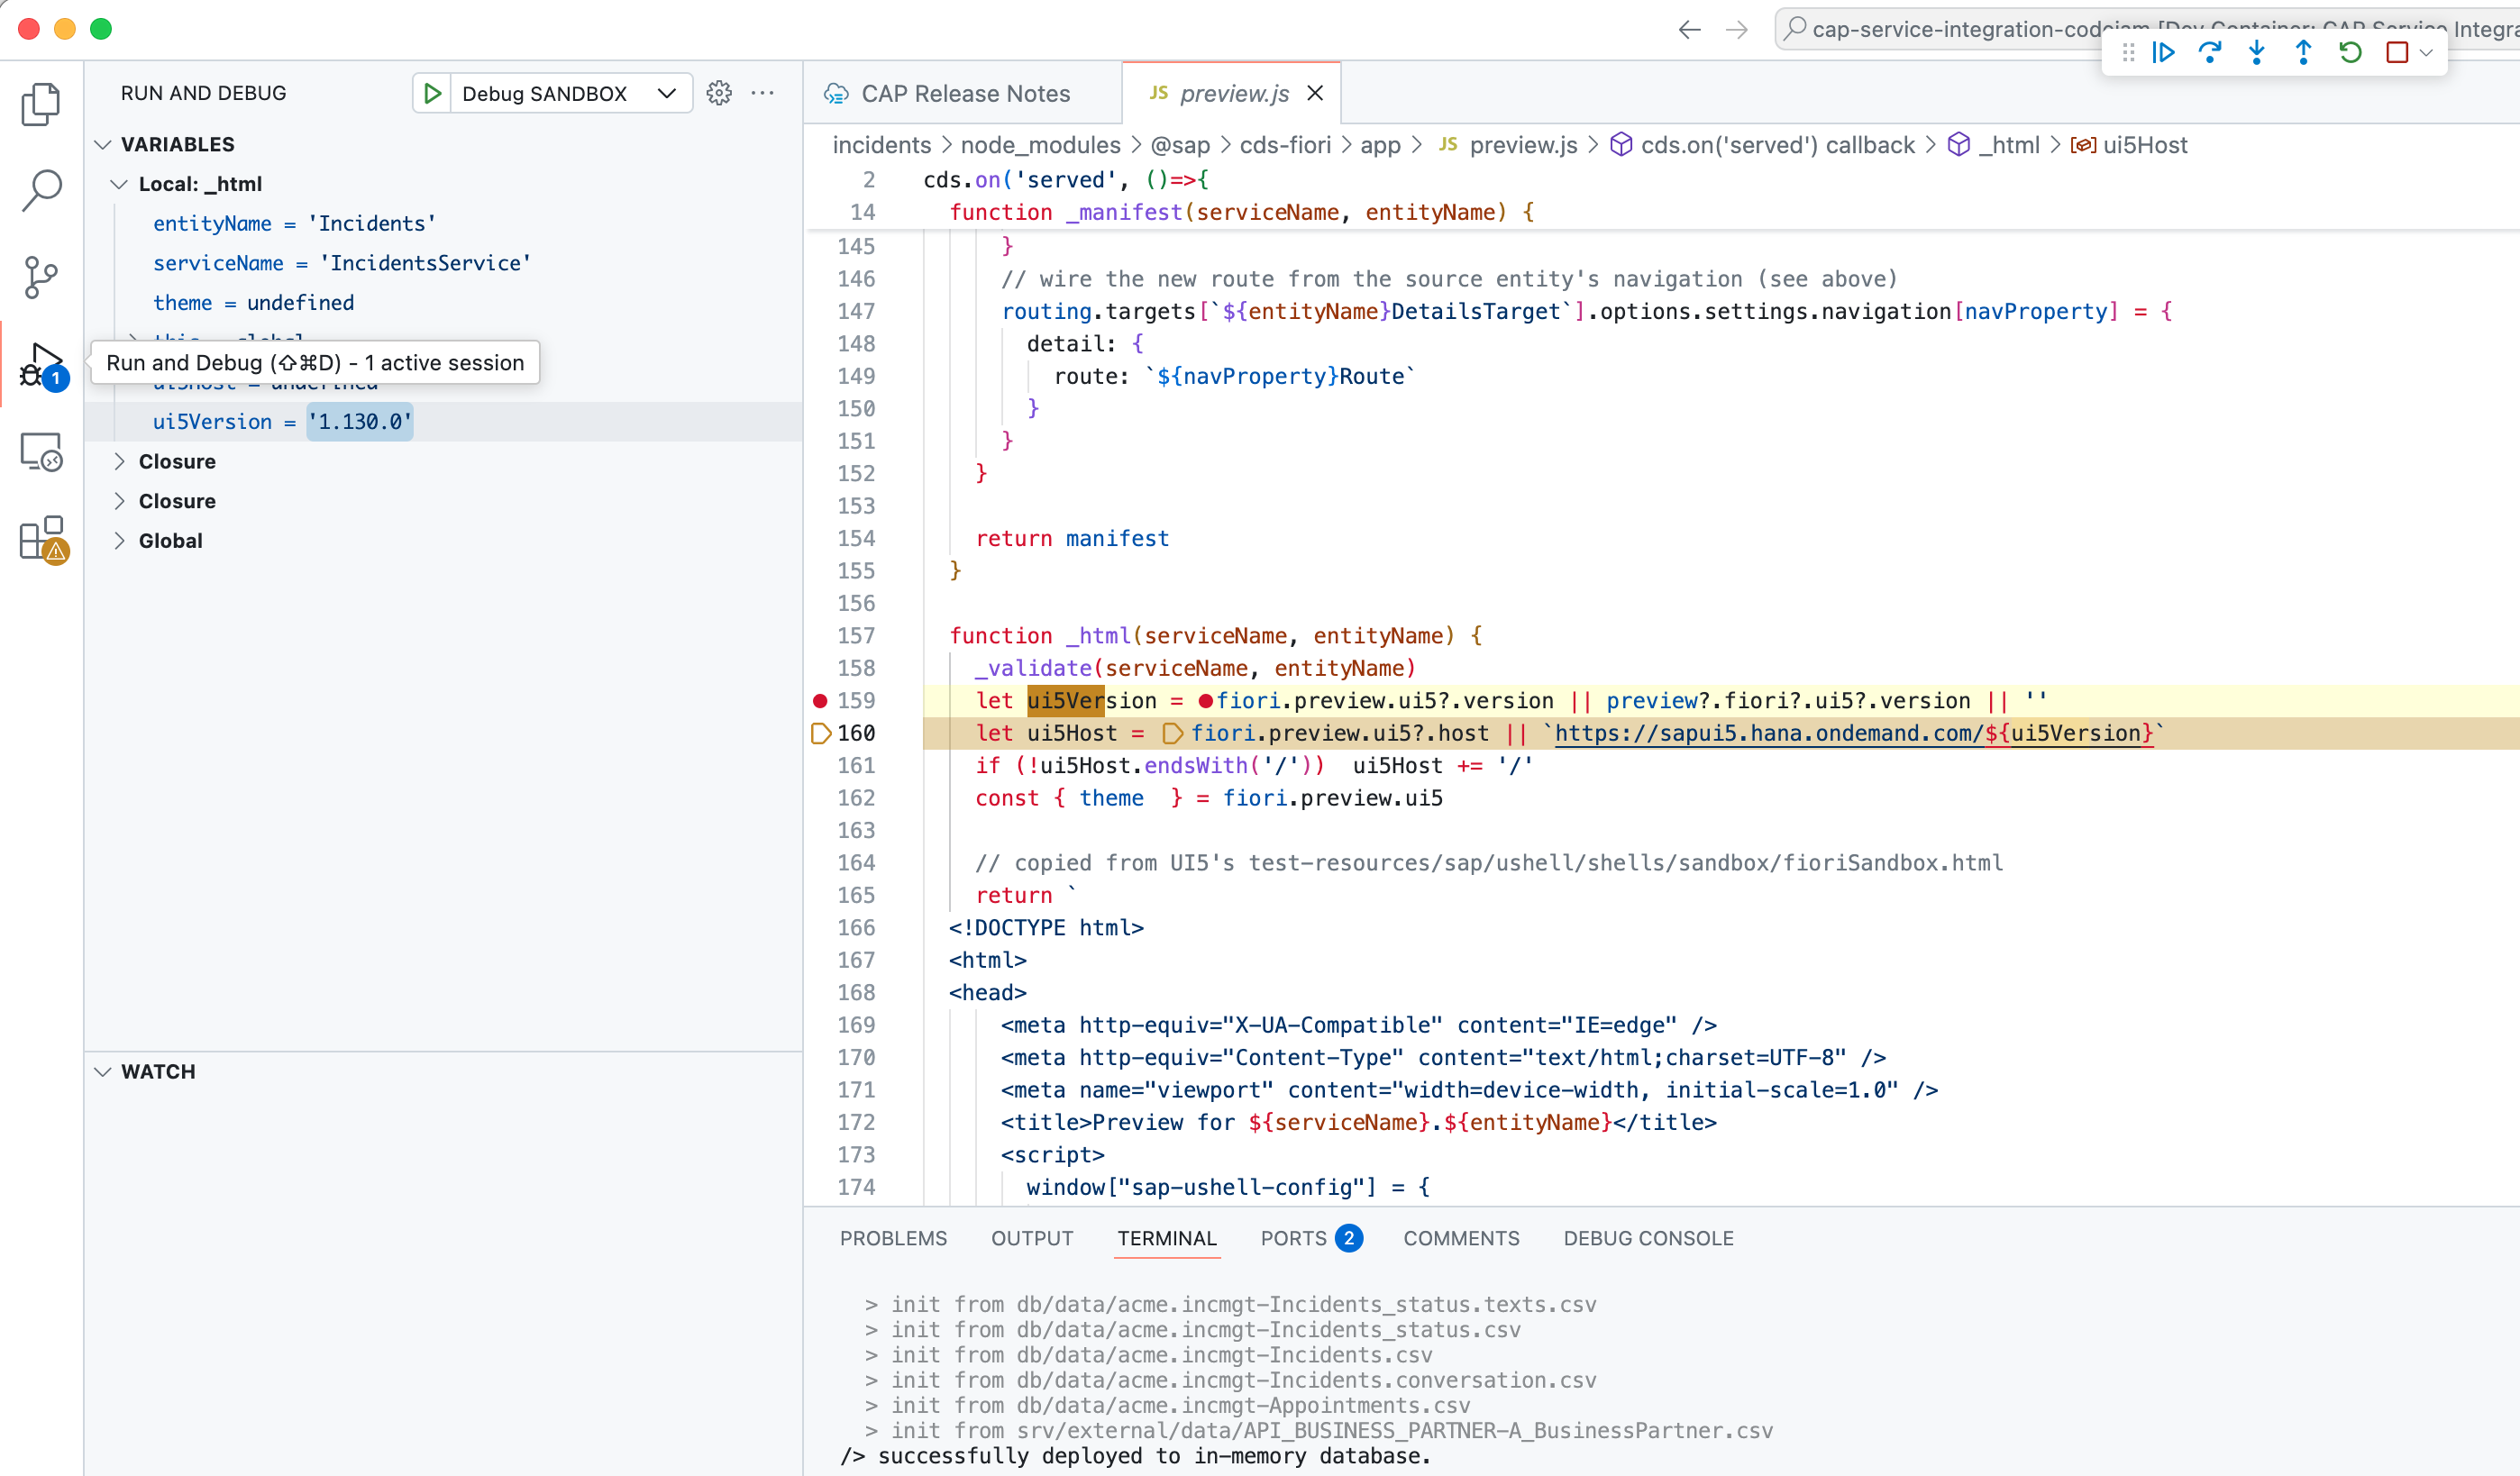 cap-service-integration-codejam [Dev Container: CAP Service Integra
RUN AND DEBUG
Debug SANDBOX
VARIABLES
Local: _html
entityName = 'Incidents'
serviceName = 'IncidentsService'
theme = undefined
Run and Debug (⇧⌘D) - 1 active session
1
ui5Host = undefined
ui5Version = '1.130.0'
Closure
Closure
Global
WATCH
CAP Release Notes
JS preview.js
incidents > node_modules > @sap > cds-fiori > app > JS preview.js > cds.on('served') callback > _html > ui5Host
2 cds.on('served', ()=>{
14 function _manifest(serviceName, entityName) {
145 }
146 // wire the new route from the source entity's navigation (see above)
147 routing.targets[`${entityName}DetailsTarget`].options.settings.navigation[navProperty] = {
148 detail: {
149 route: `${navProperty}Route`
150 }
151 }
152 }
153
154 return manifest
155 }
156
157 function _html(serviceName, entityName) {
158 _validate(serviceName, entityName)
159 let ui5Version = fiori.preview.ui5?.version || preview?.fiori?.ui5?.version || ''
160 let ui5Host = fiori.preview.ui5?.host || `https://sapui5.hana.ondemand.com/${ui5Version}`
161 if (!ui5Host.endsWith('/')) ui5Host += '/'
162 const { theme } = fiori.preview.ui5
163
164 // copied from UI5's test-resources/sap/ushell/shells/sandbox/fioriSandbox.html
165 return `
166 <!DOCTYPE html>
167 <html>
168 <head>
169 <meta http-equiv="X-UA-Compatible" content="IE=edge" />
170 <meta http-equiv="Content-Type" content="text/html;charset=UTF-8" />
171 <meta name="viewport" content="width=device-width, initial-scale=1.0" />
172 <title>Preview for ${serviceName}.${entityName}</title>
173 <script>
174 window["sap-ushell-config"] = {
PROBLEMS OUTPUT TERMINAL PORTS 2 COMMENTS DEBUG CONSOLE
> init from db/data/acme.incmgt-Incidents_status.texts.csv
> init from db/data/acme.incmgt-Incidents_status.csv
> init from db/data/acme.incmgt-Incidents.csv
> init from db/data/acme.incmgt-Incidents.conversation.csv
> init from db/data/acme.incmgt-Appointments.csv
> init from srv/external/data/API_BUSINESS_PARTNER-A_BusinessPartner.csv
/> successfully deployed to in-memory database.